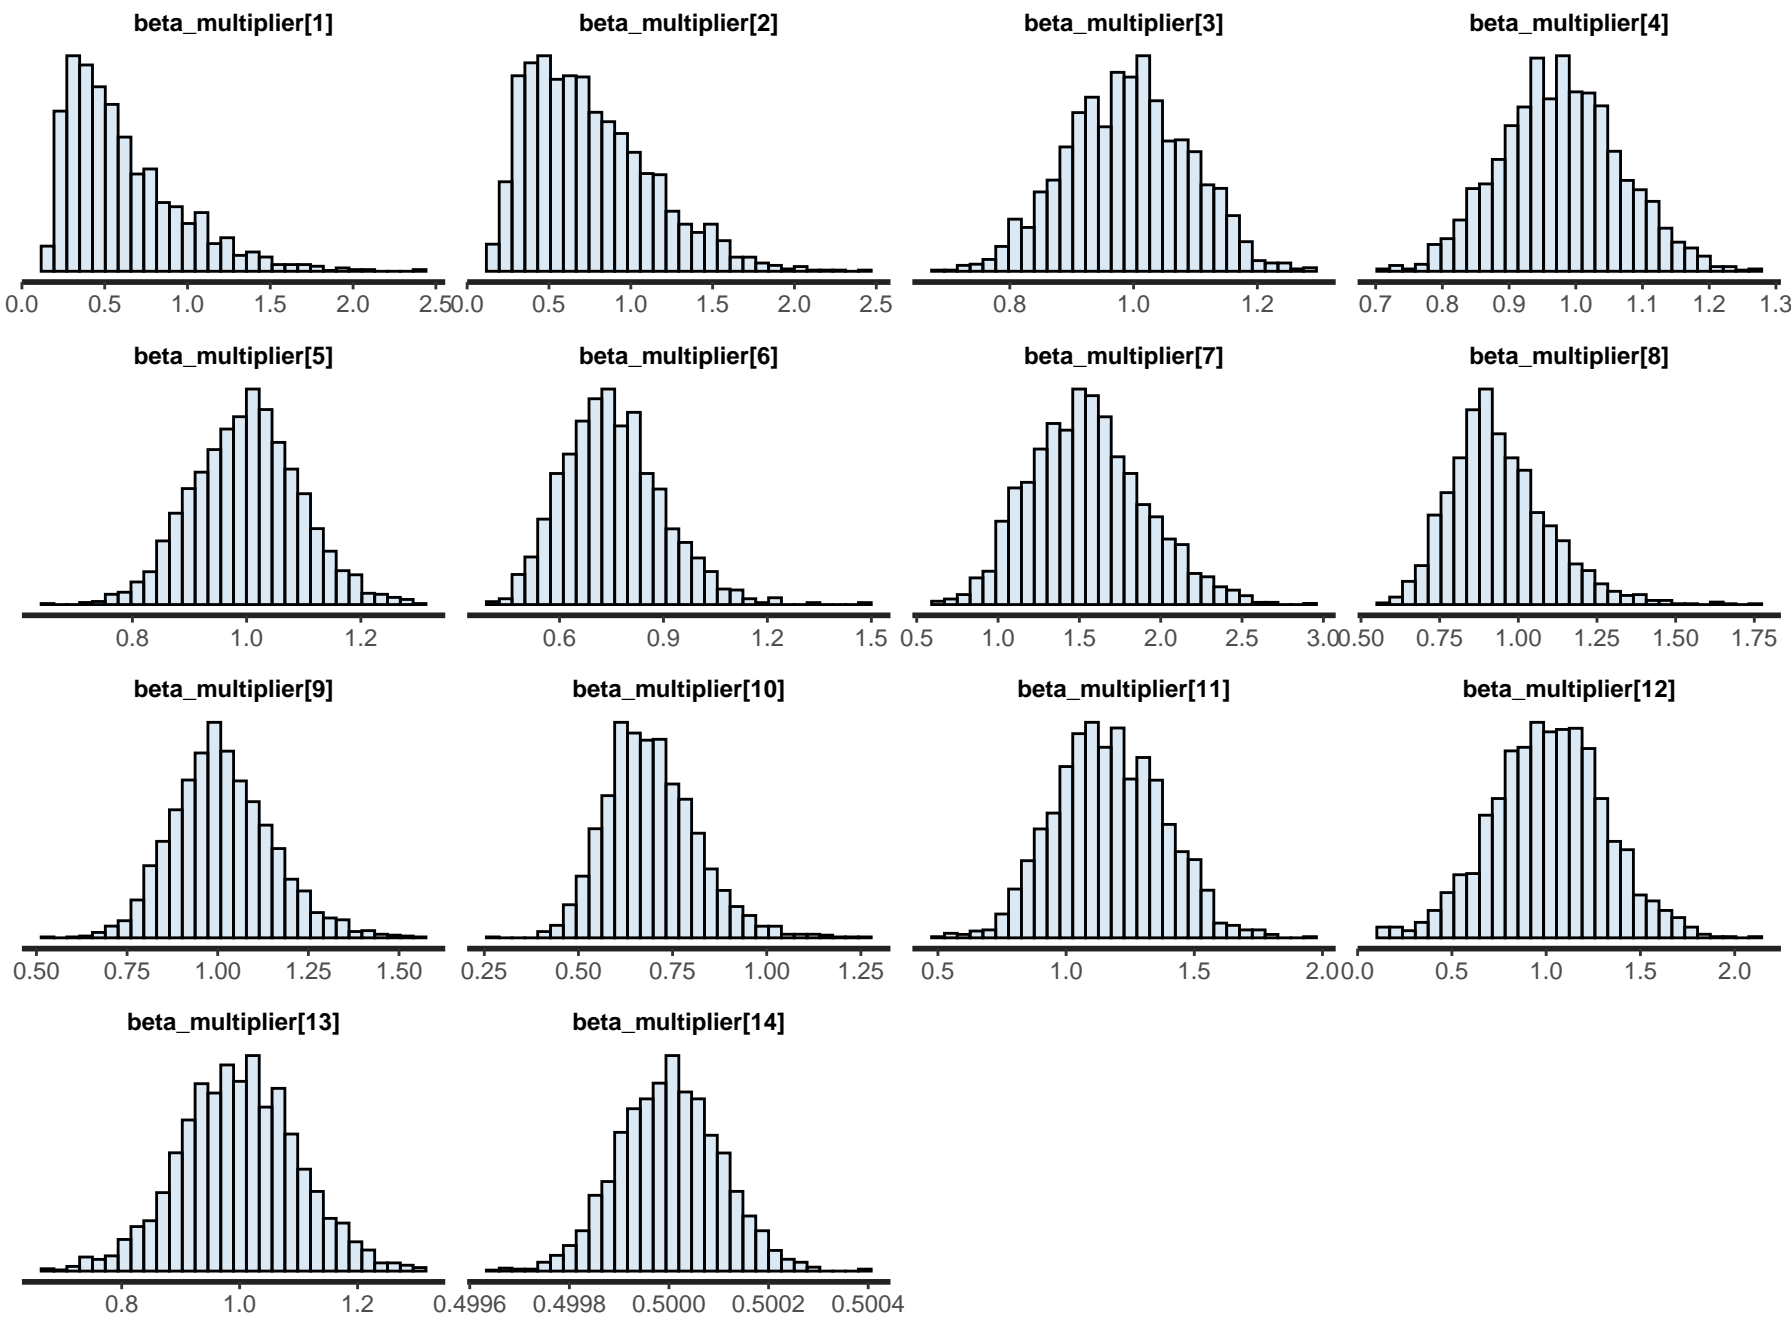 beta_multiplier[1] beta_multiplier[2] beta_multiplier[3] beta_multiplier[4]
0.0 0.5 1.0 1.5 2.0 2.5 0.0 0.5 1.0 1.5 2.0 2.5 0.8 1.0 1.2 0.7 0.8 0.9 1.0 1.1 1.2 1.3
beta_multiplier[5] beta_multiplier[6] beta_multiplier[7] beta_multiplier[8]
0.8 1.0 1.2 0.6 0.9 1.2 1.5 0.5 1.0 1.5 2.0 2.5 3.0 0.50 0.75 1.00 1.25 1.50 1.75
beta_multiplier[9] beta_multiplier[10] beta_multiplier[11] beta_multiplier[12]
0.50 0.75 1.00 1.25 1.50 0.25 0.50 0.75 1.00 1.25 0.5 1.0 1.5 2.0 0.0 0.5 1.0 1.5 2.0
beta_multiplier[13] beta_multiplier[14]
0.8 1.0 1.2 0.4996 0.4998 0.5000 0.5002 0.5004